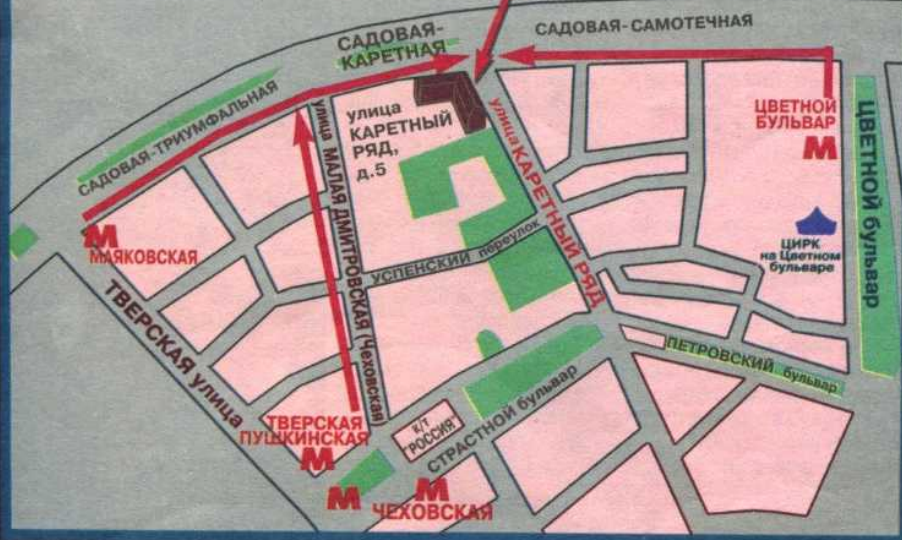 САДОВАЯ-
КАРЕТНАЯ
САДОВАЯ-САМОТЕЧНАЯ
САДОВАЯ-ТРИУМФАЛЬНАЯ
улица
КАРЕТНЫЙ
РЯД,
д.5
улица МАЛАЯ ДМИТРОВСКАЯ (Чеховская
улица КАРЕТНЫЙ РЯД
ЦВЕТНОЙ
БУЛЬВАР
М
ЦВЕТНОЙ бульвар
ЦИРК
на Цветном
бульваре
М
МАЯКОВСКАЯ
УСПЕНСКИЙ переулок
ТВЕРСКАЯ улица
ПЕТРОВСКИЙ бульвар
ТВЕРСКАЯ
ПУШКИНСКАЯ
М
к/т
"РОССИЯ"
СТРАСТНОЙ бульвар
М
М
ЧЕХОВСКАЯ